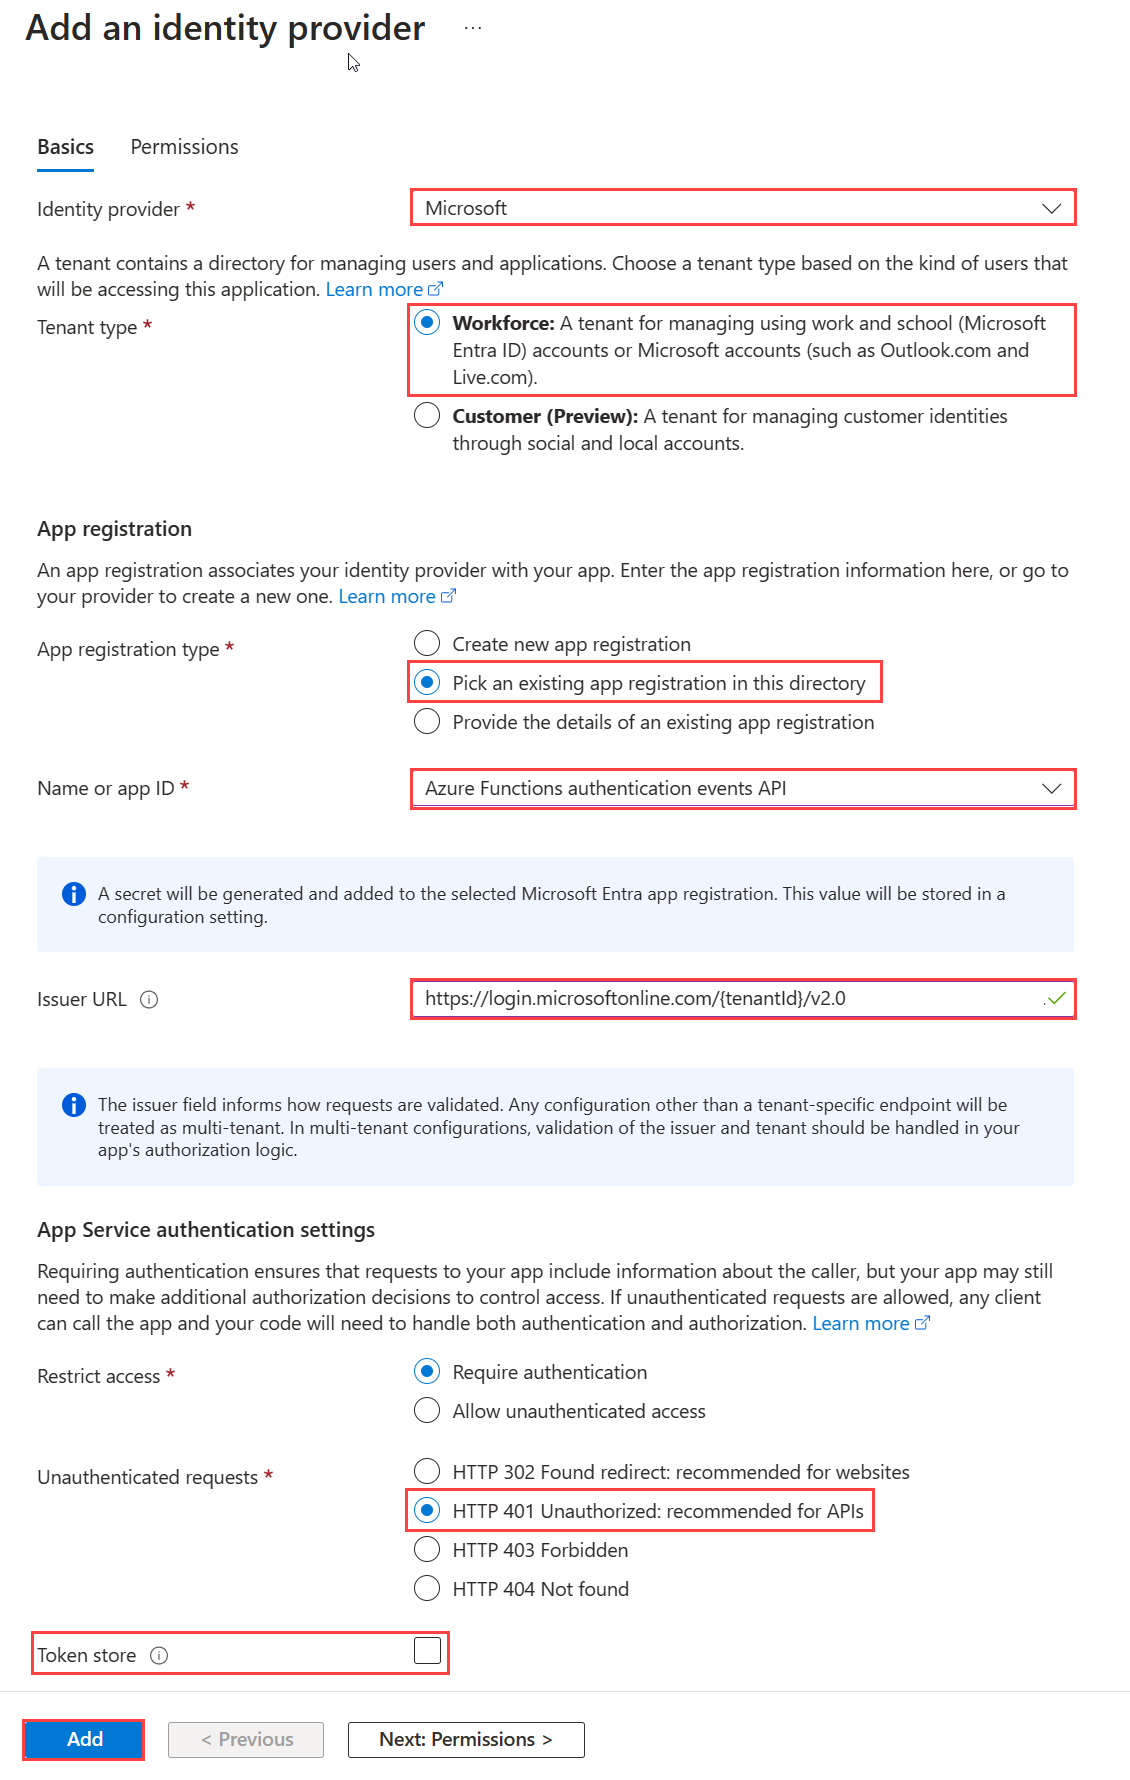 Add an identity provider ...
Basics Permissions
Identity provider * Microsoft
A tenant contains a directory for managing users and applications. Choose a tenant type based on the kind of users that
will be accessing this application. Learn more
Tenant type *
Workforce: A tenant for managing using work and school (Microsoft
Entra ID) accounts or Microsoft accounts (such as Outlook.com and
Live.com).
Customer (Preview): A tenant for managing customer identities
through social and local accounts.
App registration
An app registration associates your identity provider with your app. Enter the app registration information here, or go to
your provider to create a new one. Learn more
App registration type *
Create new app registration
Pick an existing app registration in this directory
Provide the details of an existing app registration
Name or app ID * Azure Functions authentication events API
A secret will be generated and added to the selected Microsoft Entra app registration. This value will be stored in a
configuration setting.
Issuer URL https://login.microsoftonline.com/{tenantId}/v2.0
The issuer field informs how requests are validated. Any configuration other than a tenant-specific endpoint will be
treated as multi-tenant. In multi-tenant configurations, validation of the issuer and tenant should be handled in your
app's authorization logic.
App Service authentication settings
Requiring authentication ensures that requests to your app include information about the caller, but your app may still
need to make additional authorization decisions to control access. If unauthenticated requests are allowed, any client
can call the app and your code will need to handle both authentication and authorization. Learn more
Restrict access *
Require authentication
Allow unauthenticated access
Unauthenticated requests *
HTTP 302 Found redirect: recommended for websites
HTTP 401 Unauthorized: recommended for APIs
HTTP 403 Forbidden
HTTP 404 Not found
Token store
Add < Previous Next: Permissions >